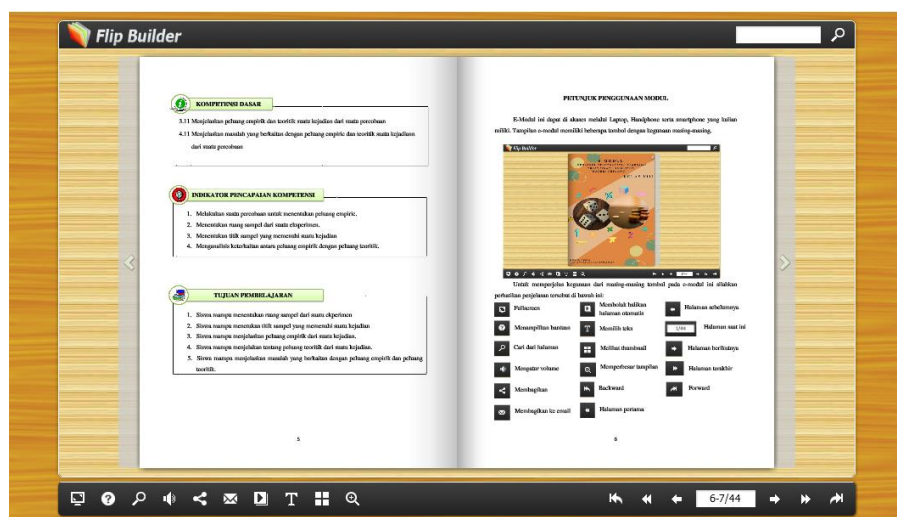 Flip Builder
KOMPETENSI DASAR
3.11 Menjelaskan peluang empirik dan teoritik suatu kejadian dari suatu percobaan
4.11 Menjelaskan masalah yang berkaitan dengan peluang empiric dan teoritik suatu kejadiann
dari suatu percobaan
INDIKATOR PENCAPAIAN KOMPETENSI
1. Melakukan suatu percobaan untuk menentukan peluang empiric.
2. Menentukan ruang sampel dari suatu eksperimen.
3. Menentukan titik sampel yang memenuhi suatu kejadian
4. Menganalisis keterkaitan antara peluang empirik dengan peluang teoritik.
TUJUAN PEMBELAJARAN
1. Siswa mampu menentukan ruang sampel dari suatu kejadian
2. Siswa mampu menetukan titik sampel yang memenuhi suatu kejadian
3. Siswa mampu menjelaskan peluang empirik dari suatu kejadian.
4. Siswa mampu menjelakan tentang peluang teoritik dari suatu kejadian.
5. Siswa mampu menjelaskan masalah yang berkaitan dengan peluang empirik dan peluang
teoritik.
5
PETUNJUK PENGGUNAAN MODUL
E-Modul ini dapat di akases melalui Laptop, Handphone serta smartphone yang kalian
miliki. Tampilan e-modul memiliki beberapa tombol dengan kegunaan masing-masing.
Flip Builder
Untuk memperjelas kegunaan dari masing-masing tombol pada e-modul ini silahkan
perhatikan penjelasan tersebut di bawah ini:
Fullscreen
Membolak balikan
halaman otomatis
Halaman sebelumnya
Menampilkan bantuan
T Memilih teks
1/44 Halaman saat ini
Cari dari halaman
Melihat thumbnail
Halaman berikutnya
Mengatur volume
Memperbesar tampilan
Halaman terakhir
Membagikan
Backward
Forward
Membagikan ke email
Halaman pertama
6
T
6-7/44